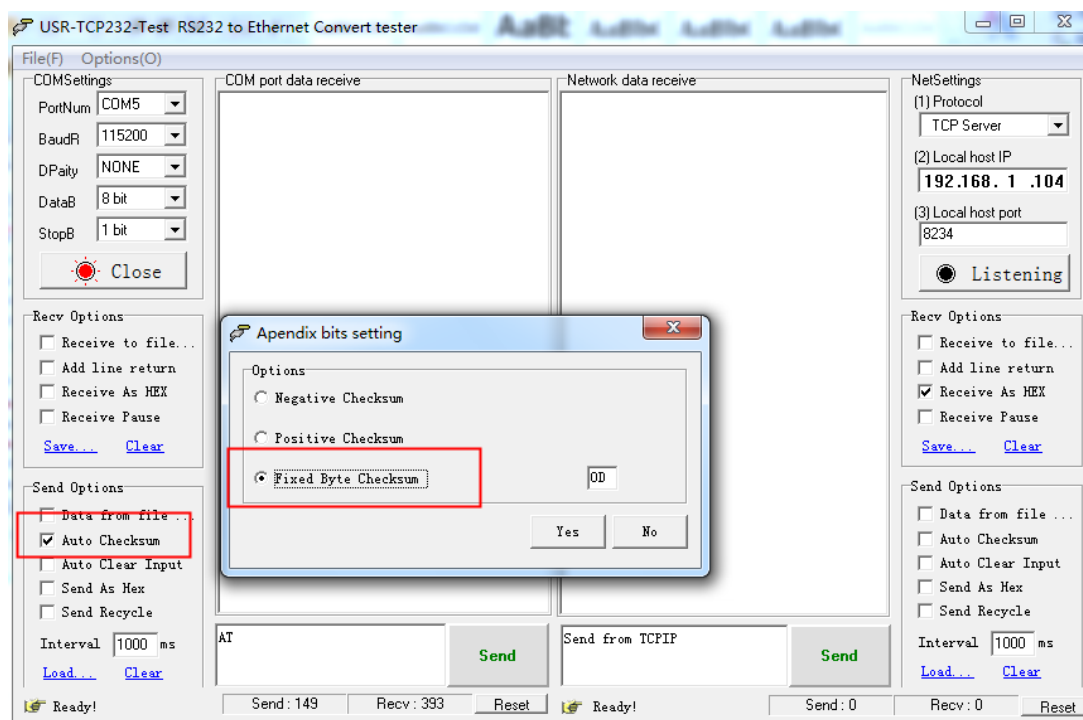 USR-TCP232-Test RS232 to Ethernet Convert tester
File(F) Options(O)
COMSettings
PortNum COM5
BaudR 115200
DPaity NONE
DataB 8 bit
StopB 1 bit
Close
Recv Options
Receive to file...
Add line return
Receive As HEX
Receive Pause
Save... Clear
Send Options
Data from file ...
Auto Checksum
Auto Clear Input
Send As Hex
Send Recycle
Interval 1000 ms
Load... Clear
Ready!
COM port data receive
AT
Send
Send : 149 Recv : 393 Reset
Apendix bits setting
Options
Negative Checksum
Positive Checksum
Fixed Byte Checksum 0D
Yes No
Network data receive
Send from TCPIP
Send
Ready! Send : 0 Recv : 0 Reset
NetSettings
(1) Protocol
TCP Server
(2) Local host IP
192.168. 1 .104
(3) Local host port
8234
Listening
Recv Options
Receive to file...
Add line return
Receive As HEX
Receive Pause
Save... Clear
Send Options
Data from file ...
Auto Checksum
Auto Clear Input
Send As Hex
Send Recycle
Interval 1000 ms
Load... Clear